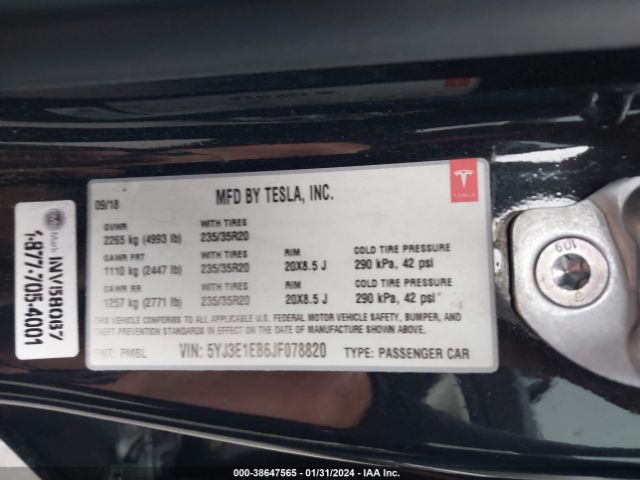 MFD BY TESLA, INC.
TESLA
09/18
GVWR
2265 kg (4993 lb)
WITH TIRES
235/35R20
GAWR FRT
1110 kg (2447 lb)
WITH TIRES
235/35R20
RIM
20X8.5 J
COLD TIRE PRESSURE
290 kPa, 42 psi
GAWR RR
1257 kg (2771 lb)
WITH TIRES
235/35R20
RIM
20X8.5 J
COLD TIRE PRESSURE
290 kPa, 42 psi
THIS VEHICLE CONFORMS TO ALL APPLICABLE U.S. FEDERAL MOTOR VEHICLE SAFETY, BUMPER, AND
THEFT PREVENTION STANDARDS IN EFFECT ON THE DATE OF MANUFACTURE SHOWN ABOVE.
PNT: PMBL
VIN: 5YJ3E1EB6JF078820
TYPE: PASSENGER CAR
1-877-705-4001
109
000-38647565 - 01/31/2024 - IAA Inc.